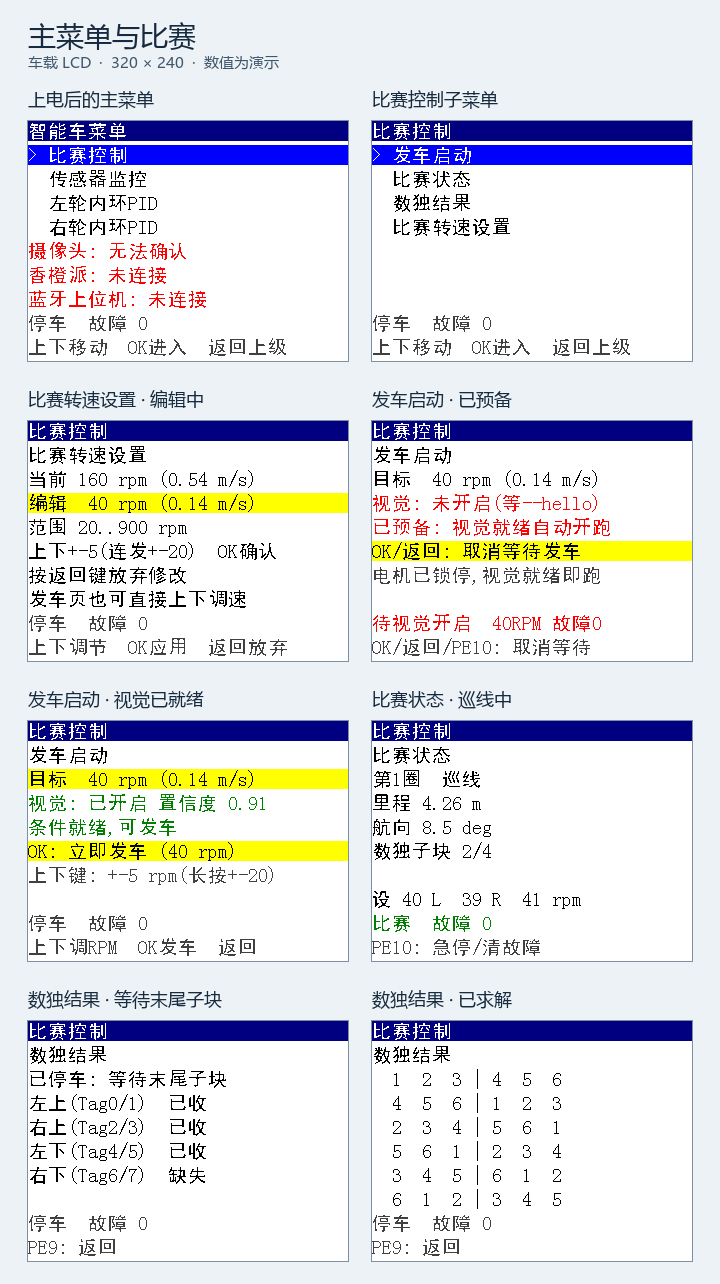 主菜单与比赛
车载 LCD · 320 × 240 · 数值为演示
上电后的主菜单
智能车菜单
> 比赛控制
传感器监控
左轮内环PID
右轮内环PID
摄像头: 无法确认
香橙派: 未连接
蓝牙上位机: 未连接
停车 故障 0
上下移动 OK进入 返回上级
比赛控制子菜单
比赛控制
> 发车启动
比赛状态
数独结果
比赛转速设置
停车 故障 0
上下移动 OK进入 返回上级
比赛转速设置 · 编辑中
比赛控制
比赛转速设置
当前 160 rpm (0.54 m/s)
编辑 40 rpm (0.14 m/s)
范围 20..900 rpm
上下+-5(连发+-20) OK确认
按返回键放弃修改
发车页也可直接上下调速
停车 故障 0
上下调节 OK应用 返回放弃
发车启动 · 已预备
比赛控制
发车启动
目标 40 rpm (0.14 m/s)
视觉: 未开启(等--hello)
已预备: 视觉就绪自动开跑
OK/返回: 取消等待发车
电机已锁停,视觉就绪即跑
待视觉开启 40RPM 故障0
OK/返回/PE10: 取消等待
发车启动 · 视觉已就绪
比赛控制
发车启动
目标 40 rpm (0.14 m/s)
视觉: 已开启 置信度 0.91
条件就绪,可发车
OK: 立即发车 (40 rpm)
上下键: +-5 rpm(长按+-20)
停车 故障 0
上下调RPM OK发车 返回
比赛状态 · 巡线中
比赛控制
比赛状态
第1圈 巡线
里程 4.26 m
航向 8.5 deg
数独子块 2/4
设 40 L 39 R 41 rpm
比赛 故障 0
PE10: 急停/清故障
数独结果 · 等待末尾子块
比赛控制
数独结果
已停车: 等待末尾子块
左上(Tag0/1) 已收
右上(Tag2/3) 已收
左下(Tag4/5) 已收
右下(Tag6/7) 缺失
停车 故障 0
PE9: 返回
数独结果 · 已求解
比赛控制
数独结果
1 2 3 | 4 5 6
4 5 6 | 1 2 3
2 3 4 | 5 6 1
5 6 1 | 2 3 4
3 4 5 | 6 1 2
6 1 2 | 3 4 5
停车 故障 0
PE9: 返回